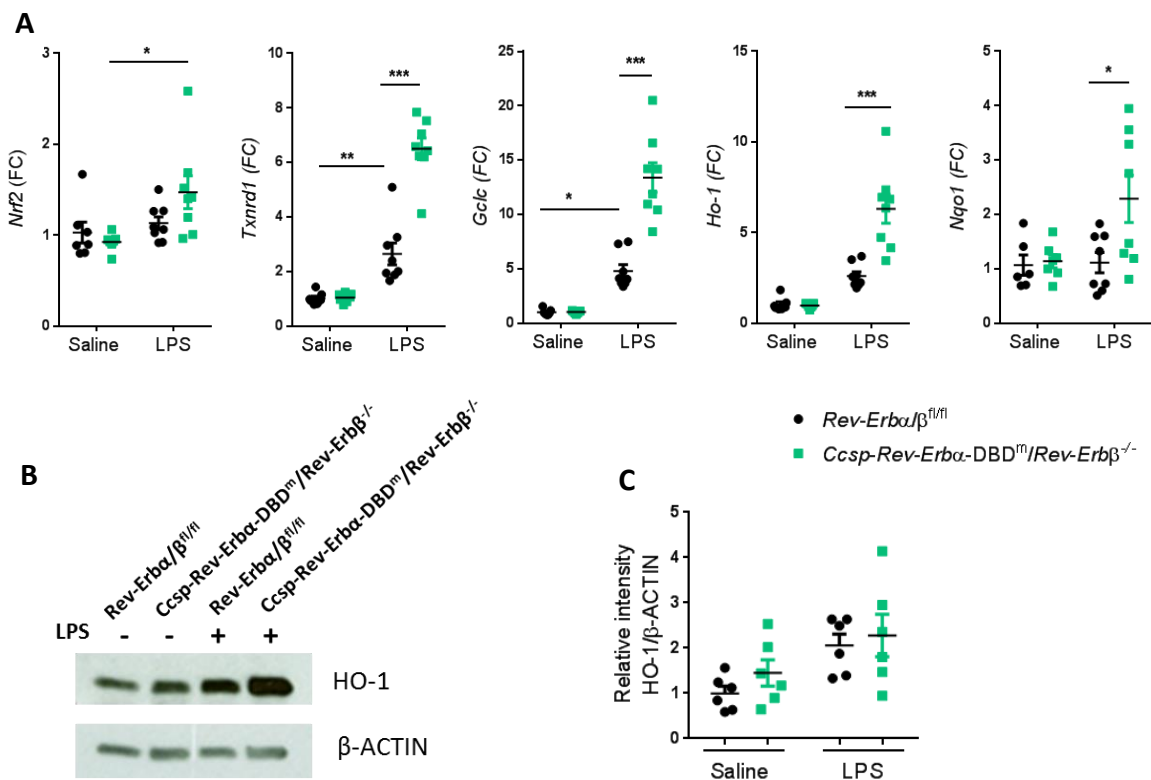 A
Nrf2 (FC)
3
2
1
0
Saline
LPS
*
Txnrd1 (FC)
10
8
6
4
2
0
Saline
LPS
**
***
Gclc (FC)
25
20
15
10
5
0
Saline
LPS
*
***
Ho-1 (FC)
15
10
5
0
Saline
LPS
***
Nqo1 (FC)
5
4
3
2
1
0
Saline
LPS
*
Rev-Erbα/β^fl/fl
Ccsp-Rev-Erbα-DBD^m/Rev-Erbβ^-/-
B
Rev-Erbα/β^fl/fl
Ccsp-Rev-Erbα-DBD^m/Rev-Erbβ^-/-
Rev-Erbα/β^fl/fl
Ccsp-Rev-Erbα-DBD^m/Rev-Erbβ^-/-
LPS - - + +
HO-1
β-ACTIN
C
Relative intensity
HO-1/β-ACTIN
5
4
3
2
1
0
Saline
LPS